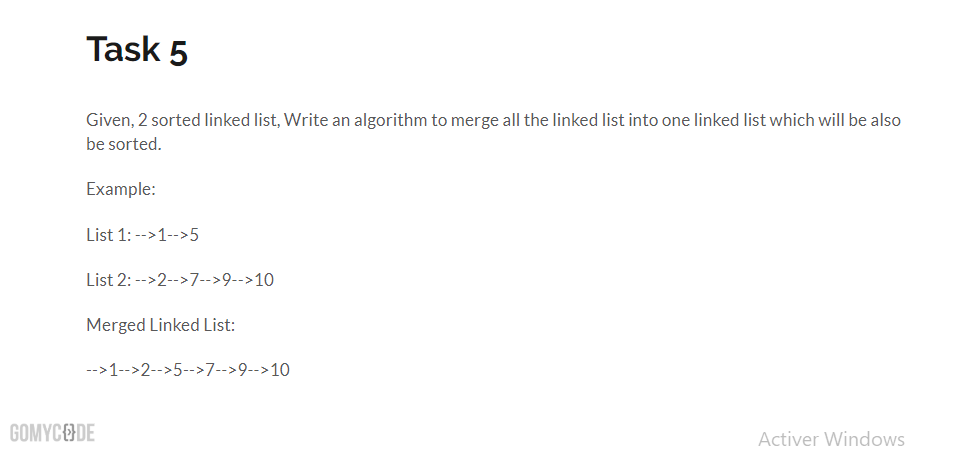 Task 5
Given, 2 sorted linked list, Write an algorithm to merge all the linked list into one linked list which will be also
be sorted.
Example:
List 1: -->1-->5
List 2: -->2-->7-->9-->10
Merged Linked List:
-->1-->2-->5-->7-->9-->10
GOMYC{}DE
Activer Windows